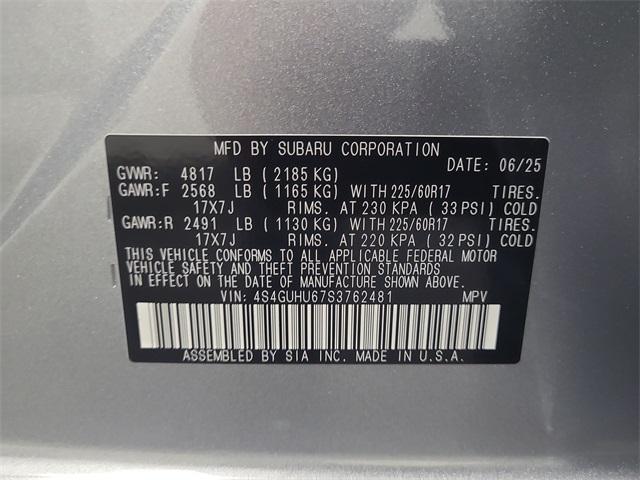 MFD BY SUBARU CORPORATION
DATE: 06/25
GVWR: 4817 LB ( 2185 KG)
GAWR:F 2568 LB ( 1165 KG) WITH 225/60R17 TIRES.
17X7J RIMS. AT 230 KPA ( 33 PSI) COLD
GAWR:R 2491 LB ( 1130 KG) WITH 225/60R17 TIRES.
17X7J RIMS. AT 220 KPA ( 32 PSI) COLD
THIS VEHICLE CONFORMS TO ALL APPLICABLE FEDERAL MOTOR
VEHICLE SAFETY AND THEFT PREVENTION STANDARDS
IN EFFECT ON THE DATE OF MANUFACTURE SHOWN ABOVE.
VIN: 4S4GUHU67S3762481 MPV
ASSEMBLED BY SIA INC. MADE IN U.S.A.